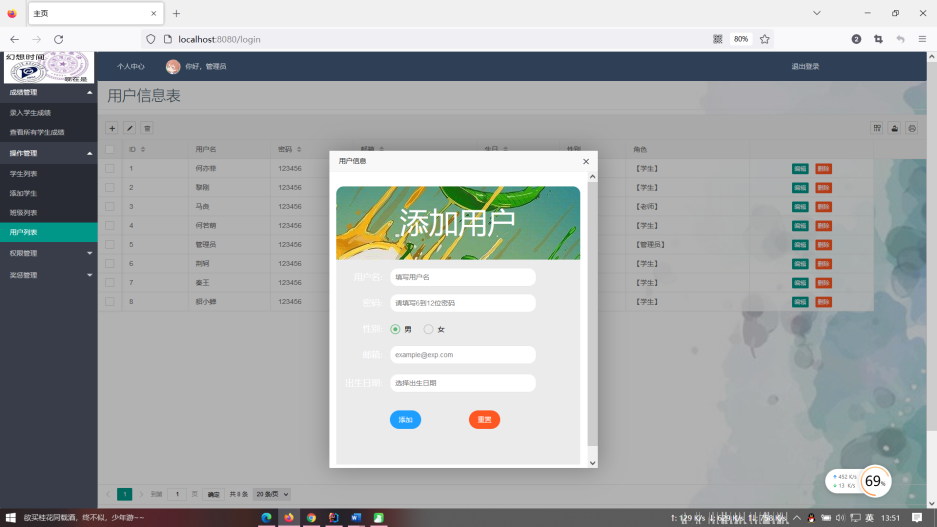 主页
localhost:8080/login
80%
2
幻想时间
个人中心
你好，管理员
退出登录
成绩管理
录入学生成绩
查看所有学生成绩
操作管理
学生列表
添加学生
班级列表
用户列表
权限管理
奖惩管理
用户信息表
ID 用户名 密码 邮箱 生日 性别 角色
1 何亦菲 123456 【学生】 编辑 删除
2 黎刚 123456 【学生】 编辑 删除
3 马良 123456 【老师】 编辑 删除
4 何若萌 123456 【学生】 编辑 删除
5 管理员 123456 【管理员】 编辑 删除
6 荆轲 123456 【学生】 编辑 删除
7 秦王 123456 【学生】 编辑 删除
8 123456 【学生】 编辑 删除
用户信息
添加用户
用户名: 填写用户名
密码: 请填写6到12位密码
性别: 男 女
邮箱: example@exp.com
出生日期: 选择出生日期
添加 重置
1 到第 1 页 确定 共 8 条 20 条/页
452 K/s
13 K/s
69%
欲买桂花同载酒，终不似，少年游~~
英
13:51